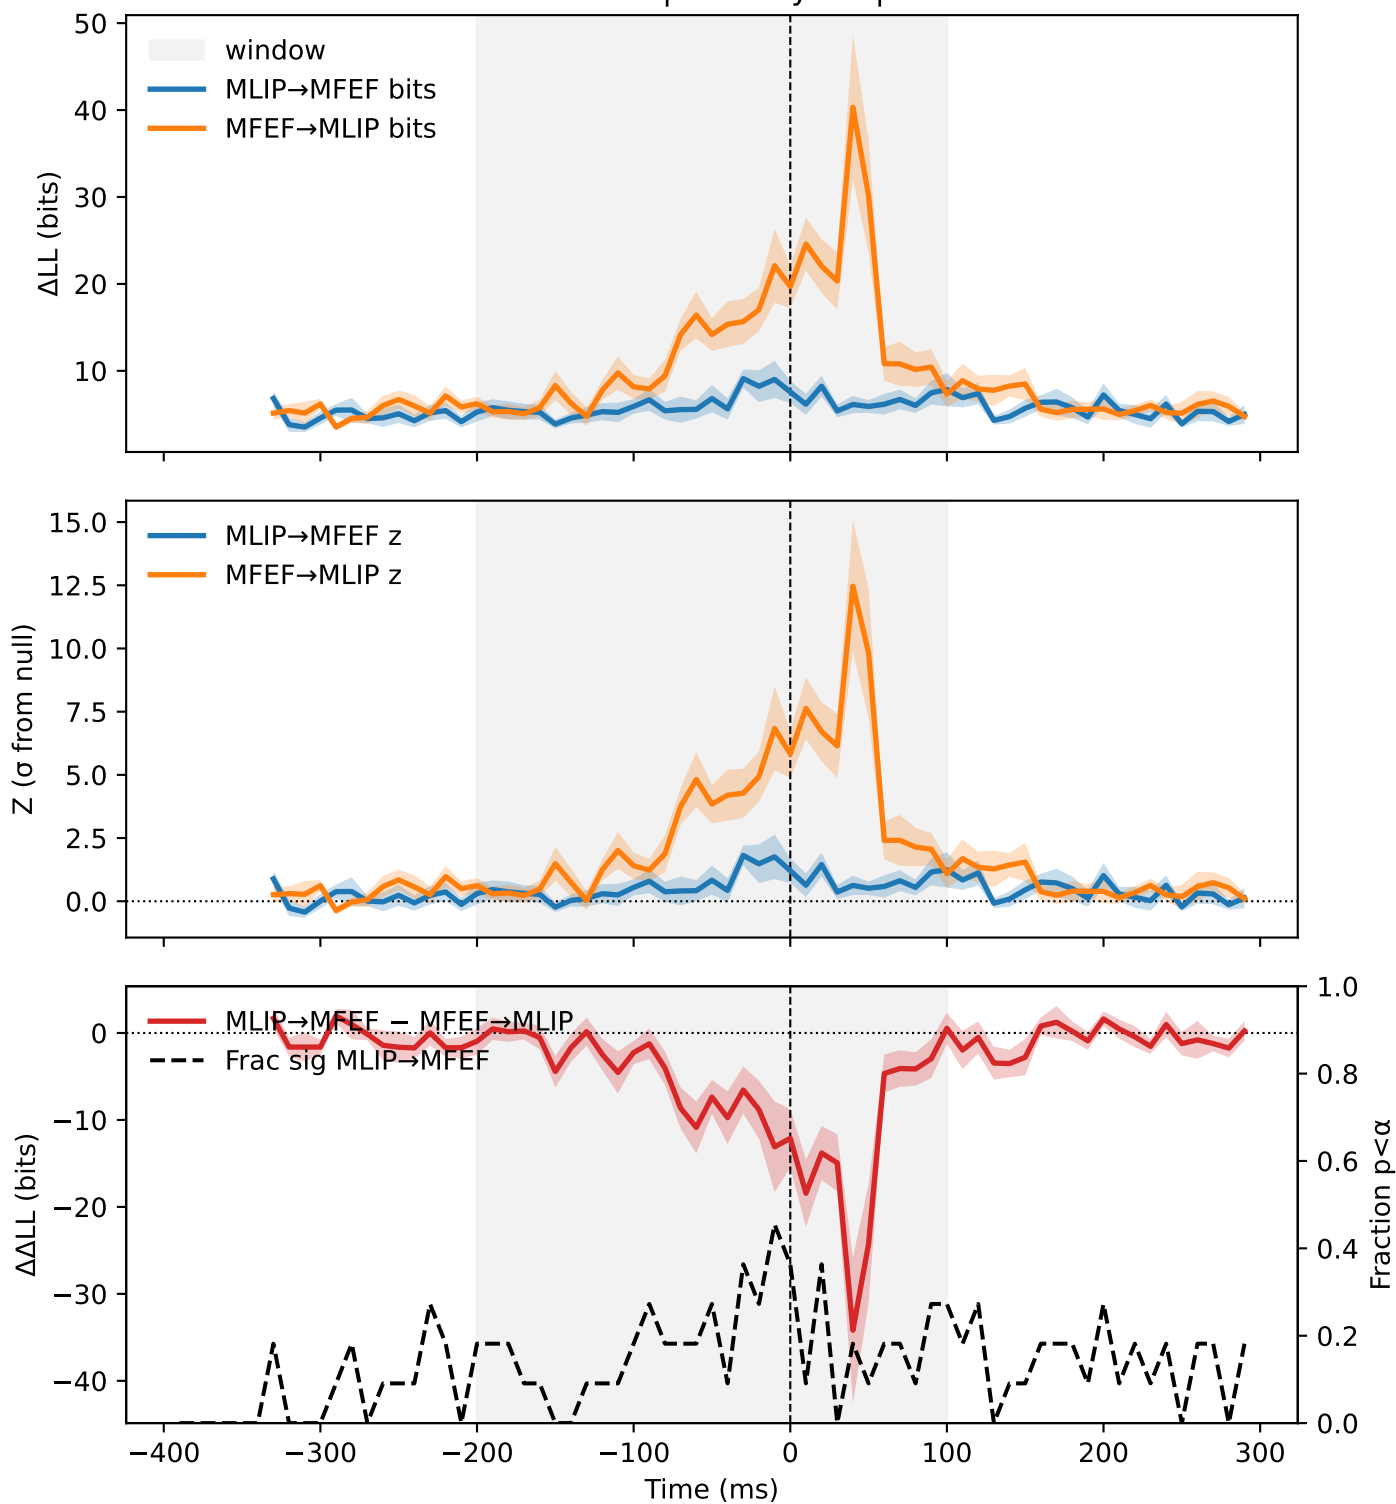 50
40
30
20
10
ΔLL (bits)
window
MLIP→MFEF bits
MFEF→MLIP bits
15.0
12.5
10.0
7.5
5.0
2.5
0.0
Z (σ from null)
MLIP→MFEF z
MFEF→MLIP z
0
−10
−20
−30
−40
ΔΔLL (bits)
MLIP→MFEF − MFEF→MLIP
Frac sig MLIP→MFEF
1.0
0.8
0.6
0.4
0.2
0.0
Fraction p<α
−400 −300 −200 −100 0 100 200 300
Time (ms)